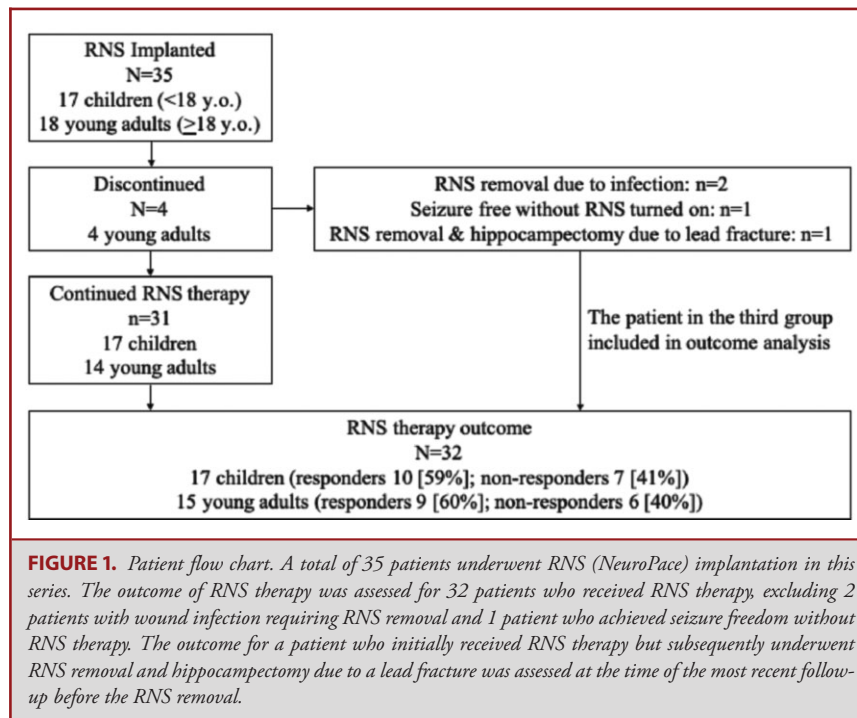 RNS Implanted
N=35
17 children (<18 y.o.)
18 young adults (≥18 y.o.)
Discontinued
N=4
4 young adults
RNS removal due to infection: n=2
Seizure free without RNS turned on: n=1
RNS removal & hippocampectomy due to lead fracture: n=1
Continued RNS therapy
n=31
17 children
14 young adults
The patient in the third group
included in outcome analysis
RNS therapy outcome
N=32
17 children (responders 10 [59%]; non-responders 7 [41%])
15 young adults (responders 9 [60%]; non-responders 6 [40%])
FIGURE 1. Patient flow chart. A total of 35 patients underwent RNS (NeuroPace) implantation in this
series. The outcome of RNS therapy was assessed for 32 patients who received RNS therapy, excluding 2
patients with wound infection requiring RNS removal and 1 patient who achieved seizure freedom without
RNS therapy. The outcome for a patient who initially received RNS therapy but subsequently underwent
RNS removal and hippocampectomy due to a lead fracture was assessed at the time of the most recent follow-
up before the RNS removal.